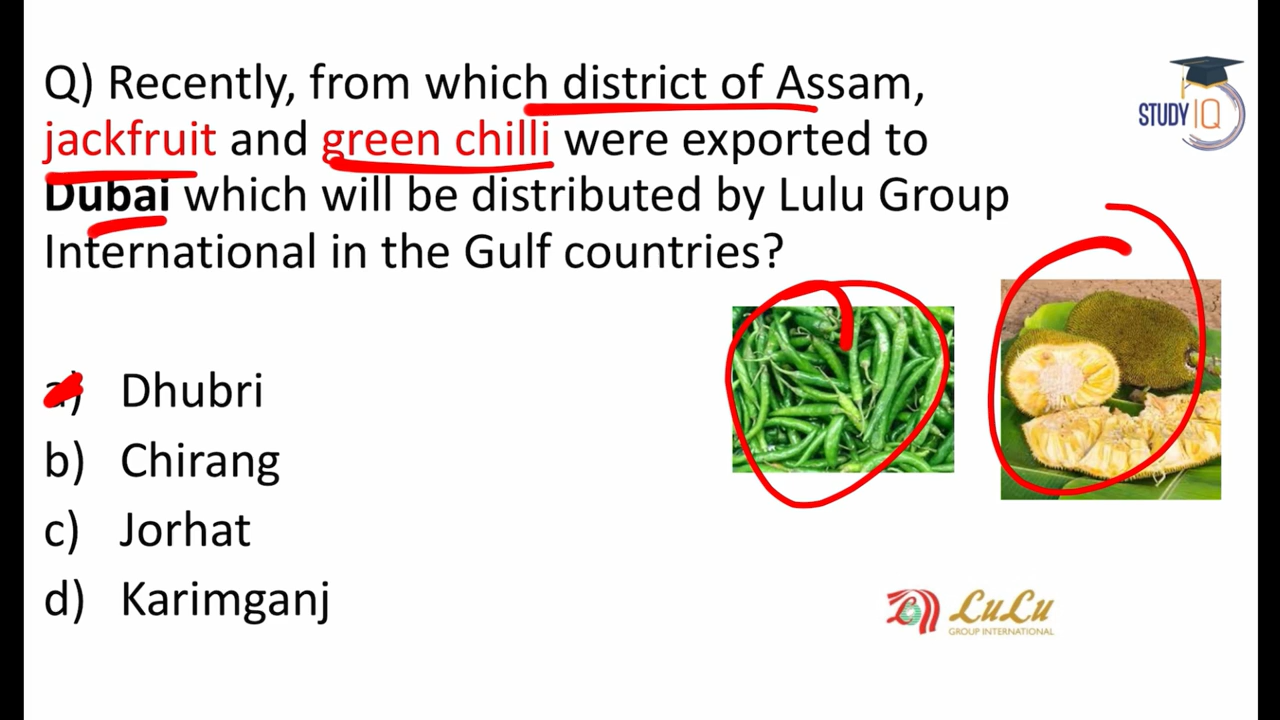 Q) Recently, from which district of Assam,
jackfruit and green chilli were exported to
Dubai which will be distributed by Lulu Group
International in the Gulf countries?
STUDY IQ
a) Dhubri
b) Chirang
c) Jorhat
d) Karimganj
LuLu
GROUP INTERNATIONAL